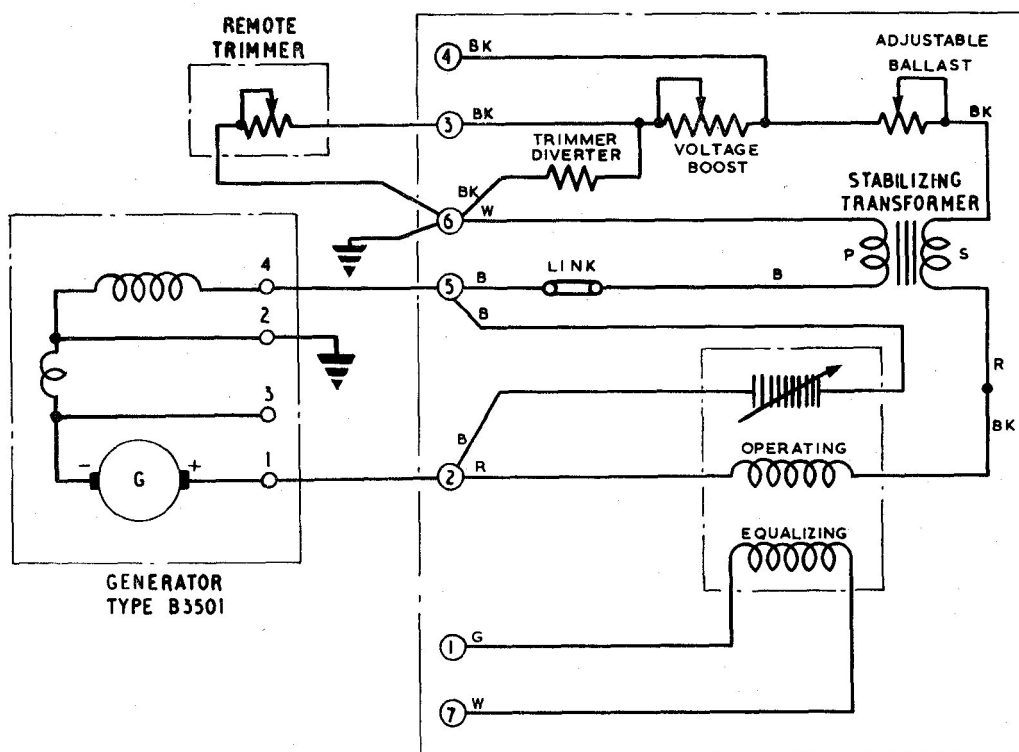 REMOTE
TRIMMER
4 BK
ADJUSTABLE
BALLAST
3 BK
BK
TRIMMER
DIVERTER
VOLTAGE
BOOST
BK
6 W
STABILIZING
TRANSFORMER
P S
4
5 B
LINK
B
B
2
R
3
BK
B
OPERATING
- G + 1
2 R
EQUALIZING
GENERATOR
TYPE B3501
1 G
7 W